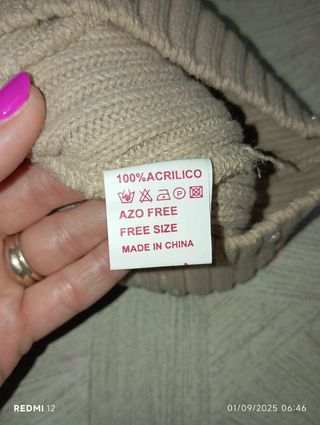 100%ACRILICO
P
AZO FREE
FREE SIZE
MADE IN CHINA
REDMI 12
01/09/2025 06:46